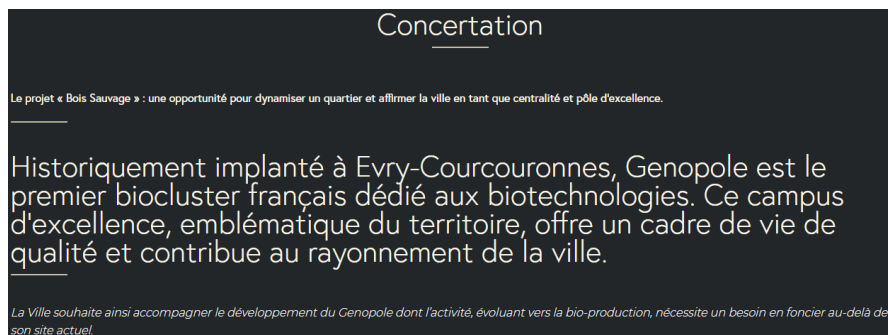 Concertation
Le projet « Bois Sauvage » : une opportunité pour dynamiser un quartier et affirmer la ville en tant que centralité et pôle d'excellence.
Historiquement implanté à Evry-Courcouronnes, Genopole est le
premier biocluster français dédié aux biotechnologies. Ce campus
d'excellence, emblématique du territoire, offre un cadre de vie de
qualité et contribue au rayonnement de la ville.
La Ville souhaite ainsi accompagner le développement du Genopole dont l'activité, évoluant vers la bio-production, nécessite un besoin en foncier au-delà de
son site actuel.